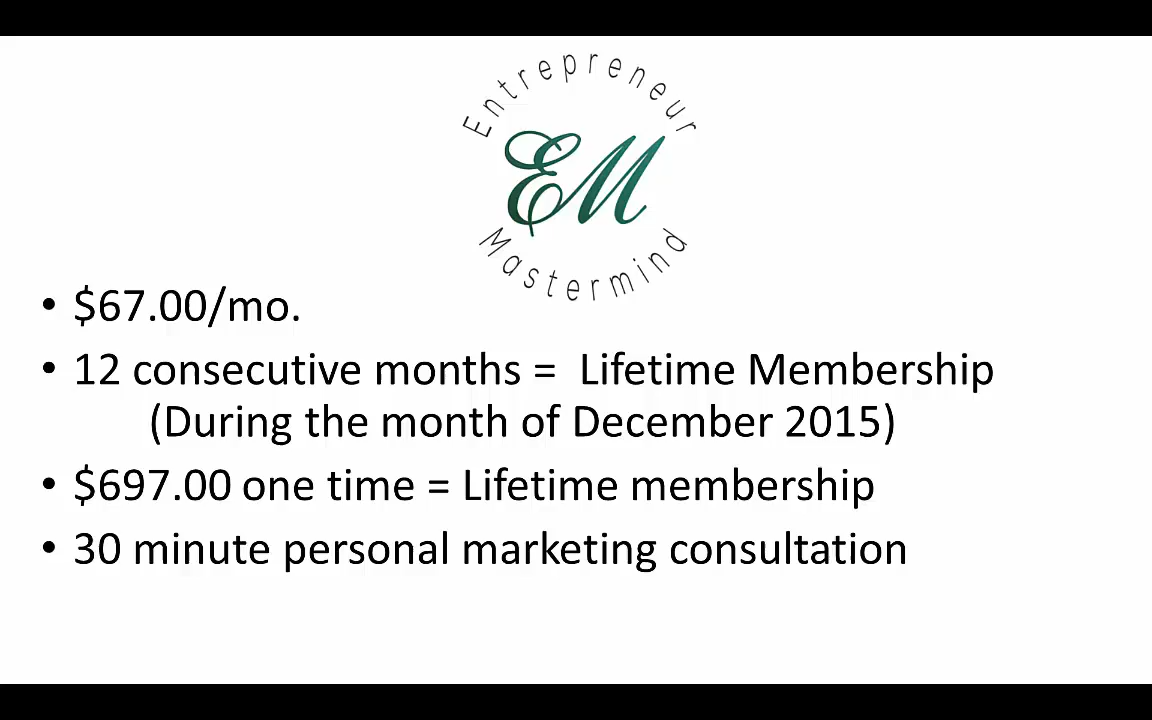 Entrepreneur
EM
Mastermind
• $67.00/mo.
• 12 consecutive months =  Lifetime Membership
(During the month of December 2015)
• $697.00 one time = Lifetime membership
• 30 minute personal marketing consultation